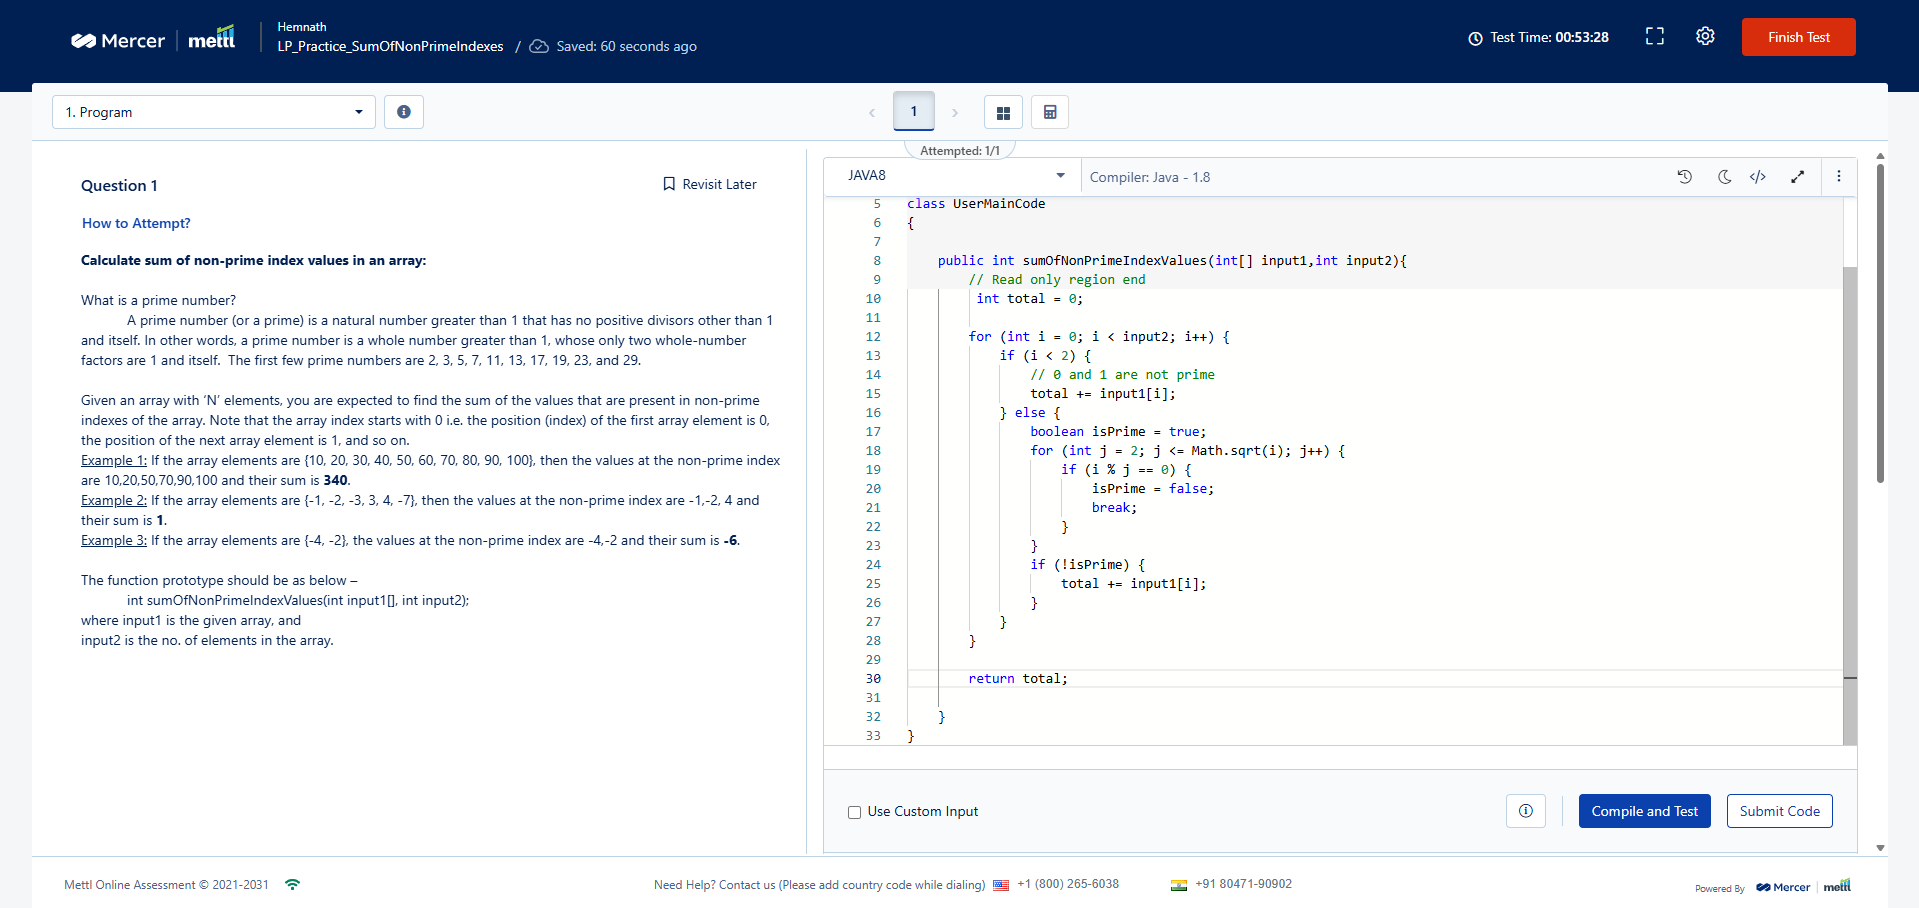 Mercer mettl
Hemnath
LP_Practice_SumOfNonPrimeIndexes / Saved: 60 seconds ago
Test Time: 00:53:28
Finish Test
1. Program
1
Attempted: 1/1
Question 1
Revisit Later
How to Attempt?
Calculate sum of non-prime index values in an array:
What is a prime number?
A prime number (or a prime) is a natural number greater than 1 that has no positive divisors other than 1
and itself. In other words, a prime number is a whole number greater than 1, whose only two whole-number
factors are 1 and itself.  The first few prime numbers are 2, 3, 5, 7, 11, 13, 17, 19, 23, and 29.
Given an array with ‘N’ elements, you are expected to find the sum of the values that are present in non-prime
indexes of the array. Note that the array index starts with 0 i.e. the position (index) of the first array element is 0,
the position of the next array element is 1, and so on.
Example 1: If the array elements are {10, 20, 30, 40, 50, 60, 70, 80, 90, 100}, then the values at the non-prime index
are 10,20,50,70,90,100 and their sum is 340.
Example 2: If the array elements are {-1, -2, -3, 3, 4, -7}, then the values at the non-prime index are -1,-2, 4 and
their sum is 1.
Example 3: If the array elements are {-4, -2}, the values at the non-prime index are -4,-2 and their sum is -6.
The function prototype should be as below –
int sumOfNonPrimeIndexValues(int input1[], int input2);
where input1 is the given array, and
input2 is the no. of elements in the array.
JAVA8
Compiler: Java - 1.8
5 class UserMainCode
6 {
7
8 public int sumOfNonPrimeIndexValues(int[] input1,int input2){
9 // Read only region end
10 int total = 0;
11
12 for (int i = 0; i < input2; i++) {
13 if (i < 2) {
14 // 0 and 1 are not prime
15 total += input1[i];
16 } else {
17 boolean isPrime = true;
18 for (int j = 2; j <= Math.sqrt(i); j++) {
19 if (i % j == 0) {
20 isPrime = false;
21 break;
22 }
23 }
24 if (!isPrime) {
25 total += input1[i];
26 }
27 }
28 }
29
30 return total;
31
32 }
33 }
Use Custom Input
Compile and Test
Submit Code
Mettl Online Assessment © 2021-2031
Need Help? Contact us (Please add country code while dialing) +1 (800) 265-6038
+91 80471-90902
Powered By Mercer mettl